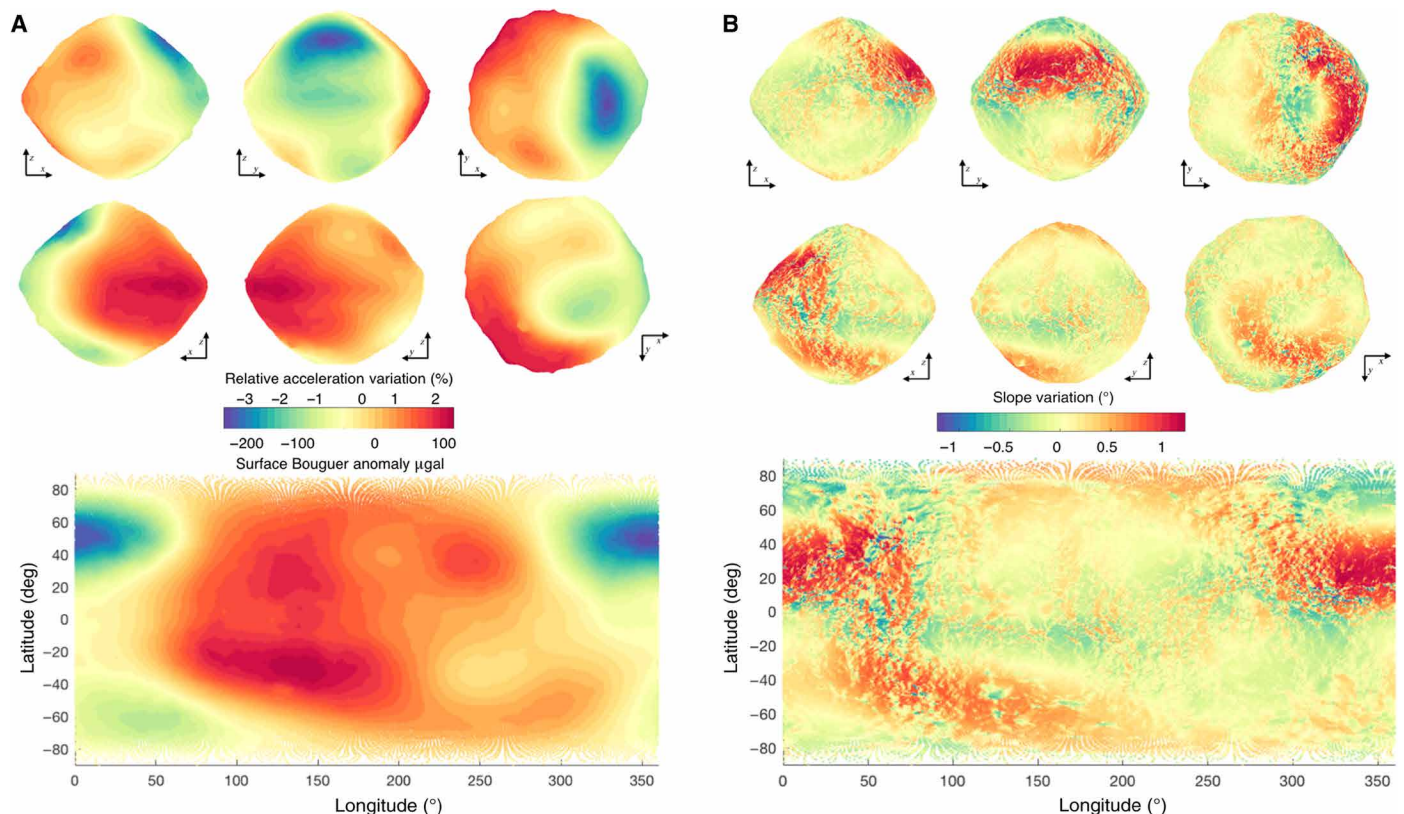 A
z
x
z
y
y
x
x
z
y
z
x
y
Relative acceleration variation (%)
−3 −2 −1 0 1 2
−200 −100 0 100
Surface Bouguer anomaly μgal
80
60
40
20
0
−20
−40
−60
−80
Latitude (deg)
0 50 100 150 200 250 300 350
Longitude (°)
B
z
x
z
y
y
x
x
z
y
z
x
y
Slope variation (°)
−1 −0.5 0 0.5 1
80
60
40
20
0
−20
−40
−60
−80
Latitude (deg)
0 50 100 150 200 250 300 350
Longitude (°)